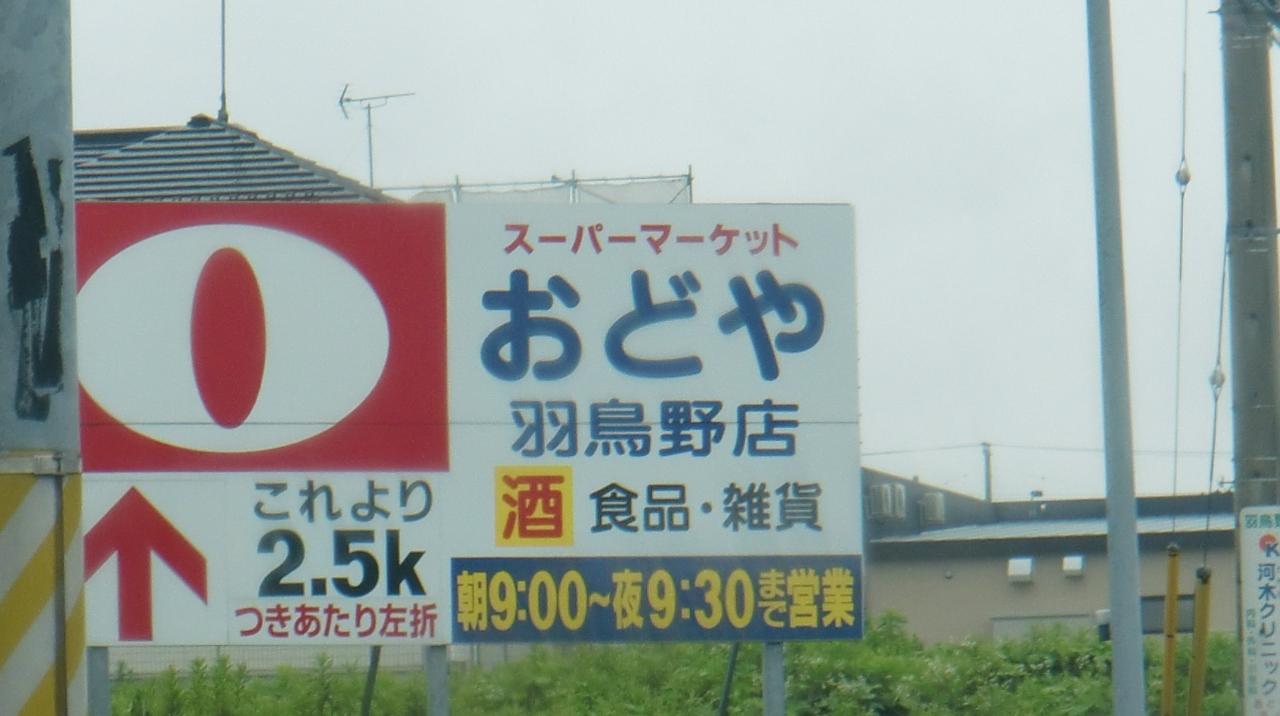 スーパーマーケット
おどや
羽鳥野店
酒 食品・雑貨
朝9:00~夜9:30まで営業
これより
2.5k
つきあたり左折
羽鳥
K
河木クリニック